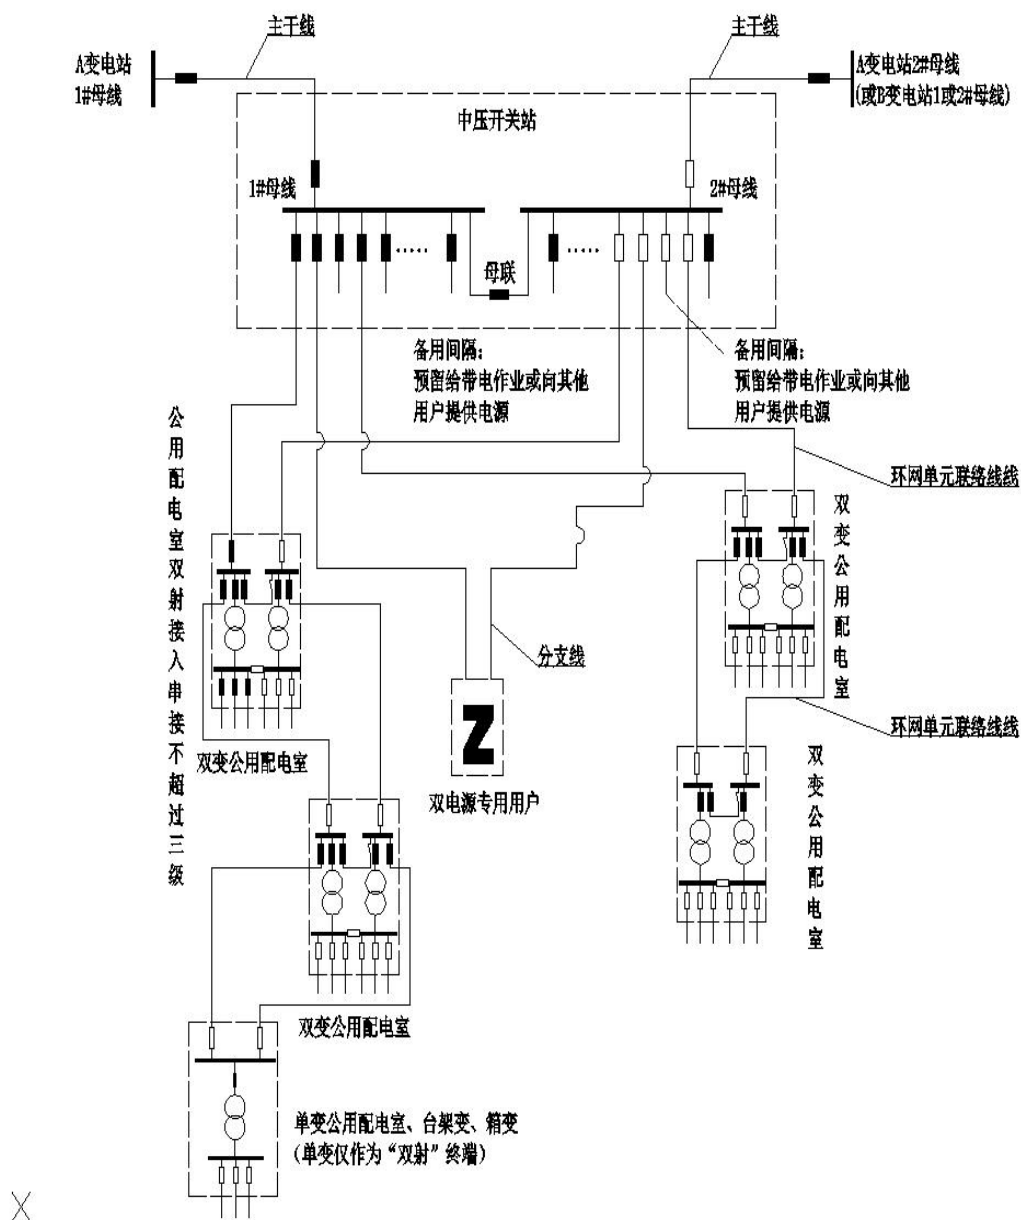 主干线
主干线
A变电站
1#母线
A变电站2#母线
(或B变电站1或2#母线)
中压开关站
1#母线
2#母线
母联
备用间隔:
预留给带电作业或向其他
用户提供电源
备用间隔:
预留给带电作业或向其他
用户提供电源
公用配电室双射接入串接不超过三级
环网单元联络线线
双变公用配电室
分支线
环网单元联络线线
双变公用配电室
双变公用配电室
Z
双电源专用用户
双变公用配电室
单变公用配电室、台架变、箱变
(单变仅作为“双射”终端)